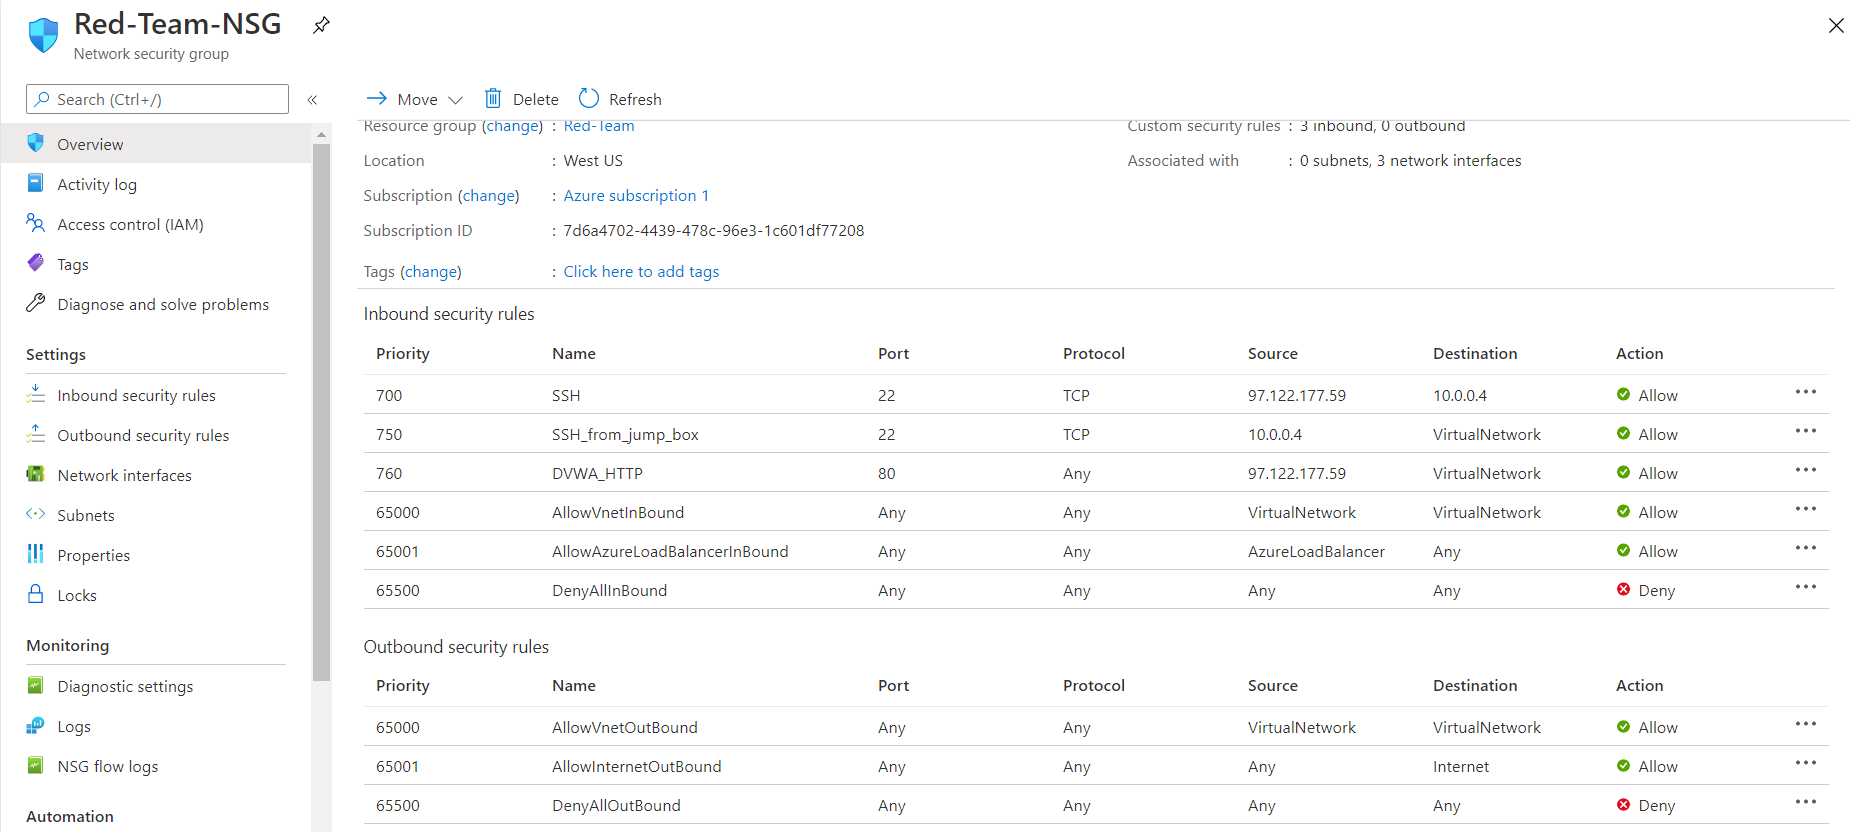 Red-Team-NSG
Network security group
Search (Ctrl+/)
«
Overview
Activity log
Access control (IAM)
Tags
Diagnose and solve problems
Settings
Inbound security rules
Outbound security rules
Network interfaces
Subnets
Properties
Locks
Monitoring
Diagnostic settings
Logs
NSG flow logs
Automation
Move Delete Refresh
Resource group (change) : Red-Team Custom security rules : 3 inbound, 0 outbound
Location : West US Associated with : 0 subnets, 3 network interfaces
Subscription (change) : Azure subscription 1
Subscription ID : 7d6a4702-4439-478c-96e3-1c601df77208
Tags (change) : Click here to add tags
Inbound security rules
Priority Name Port Protocol Source Destination Action
700 SSH 22 TCP 97.122.177.59 10.0.0.4 Allow
750 SSH_from_jump_box 22 TCP 10.0.0.4 VirtualNetwork Allow
760 DVWA_HTTP 80 Any 97.122.177.59 VirtualNetwork Allow
65000 AllowVnetInBound Any Any VirtualNetwork VirtualNetwork Allow
65001 AllowAzureLoadBalancerInBound Any Any AzureLoadBalancer Any Allow
65500 DenyAllInBound Any Any Any Any Deny
Outbound security rules
Priority Name Port Protocol Source Destination Action
65000 AllowVnetOutBound Any Any VirtualNetwork VirtualNetwork Allow
65001 AllowInternetOutBound Any Any Any Internet Allow
65500 DenyAllOutBound Any Any Any Any Deny